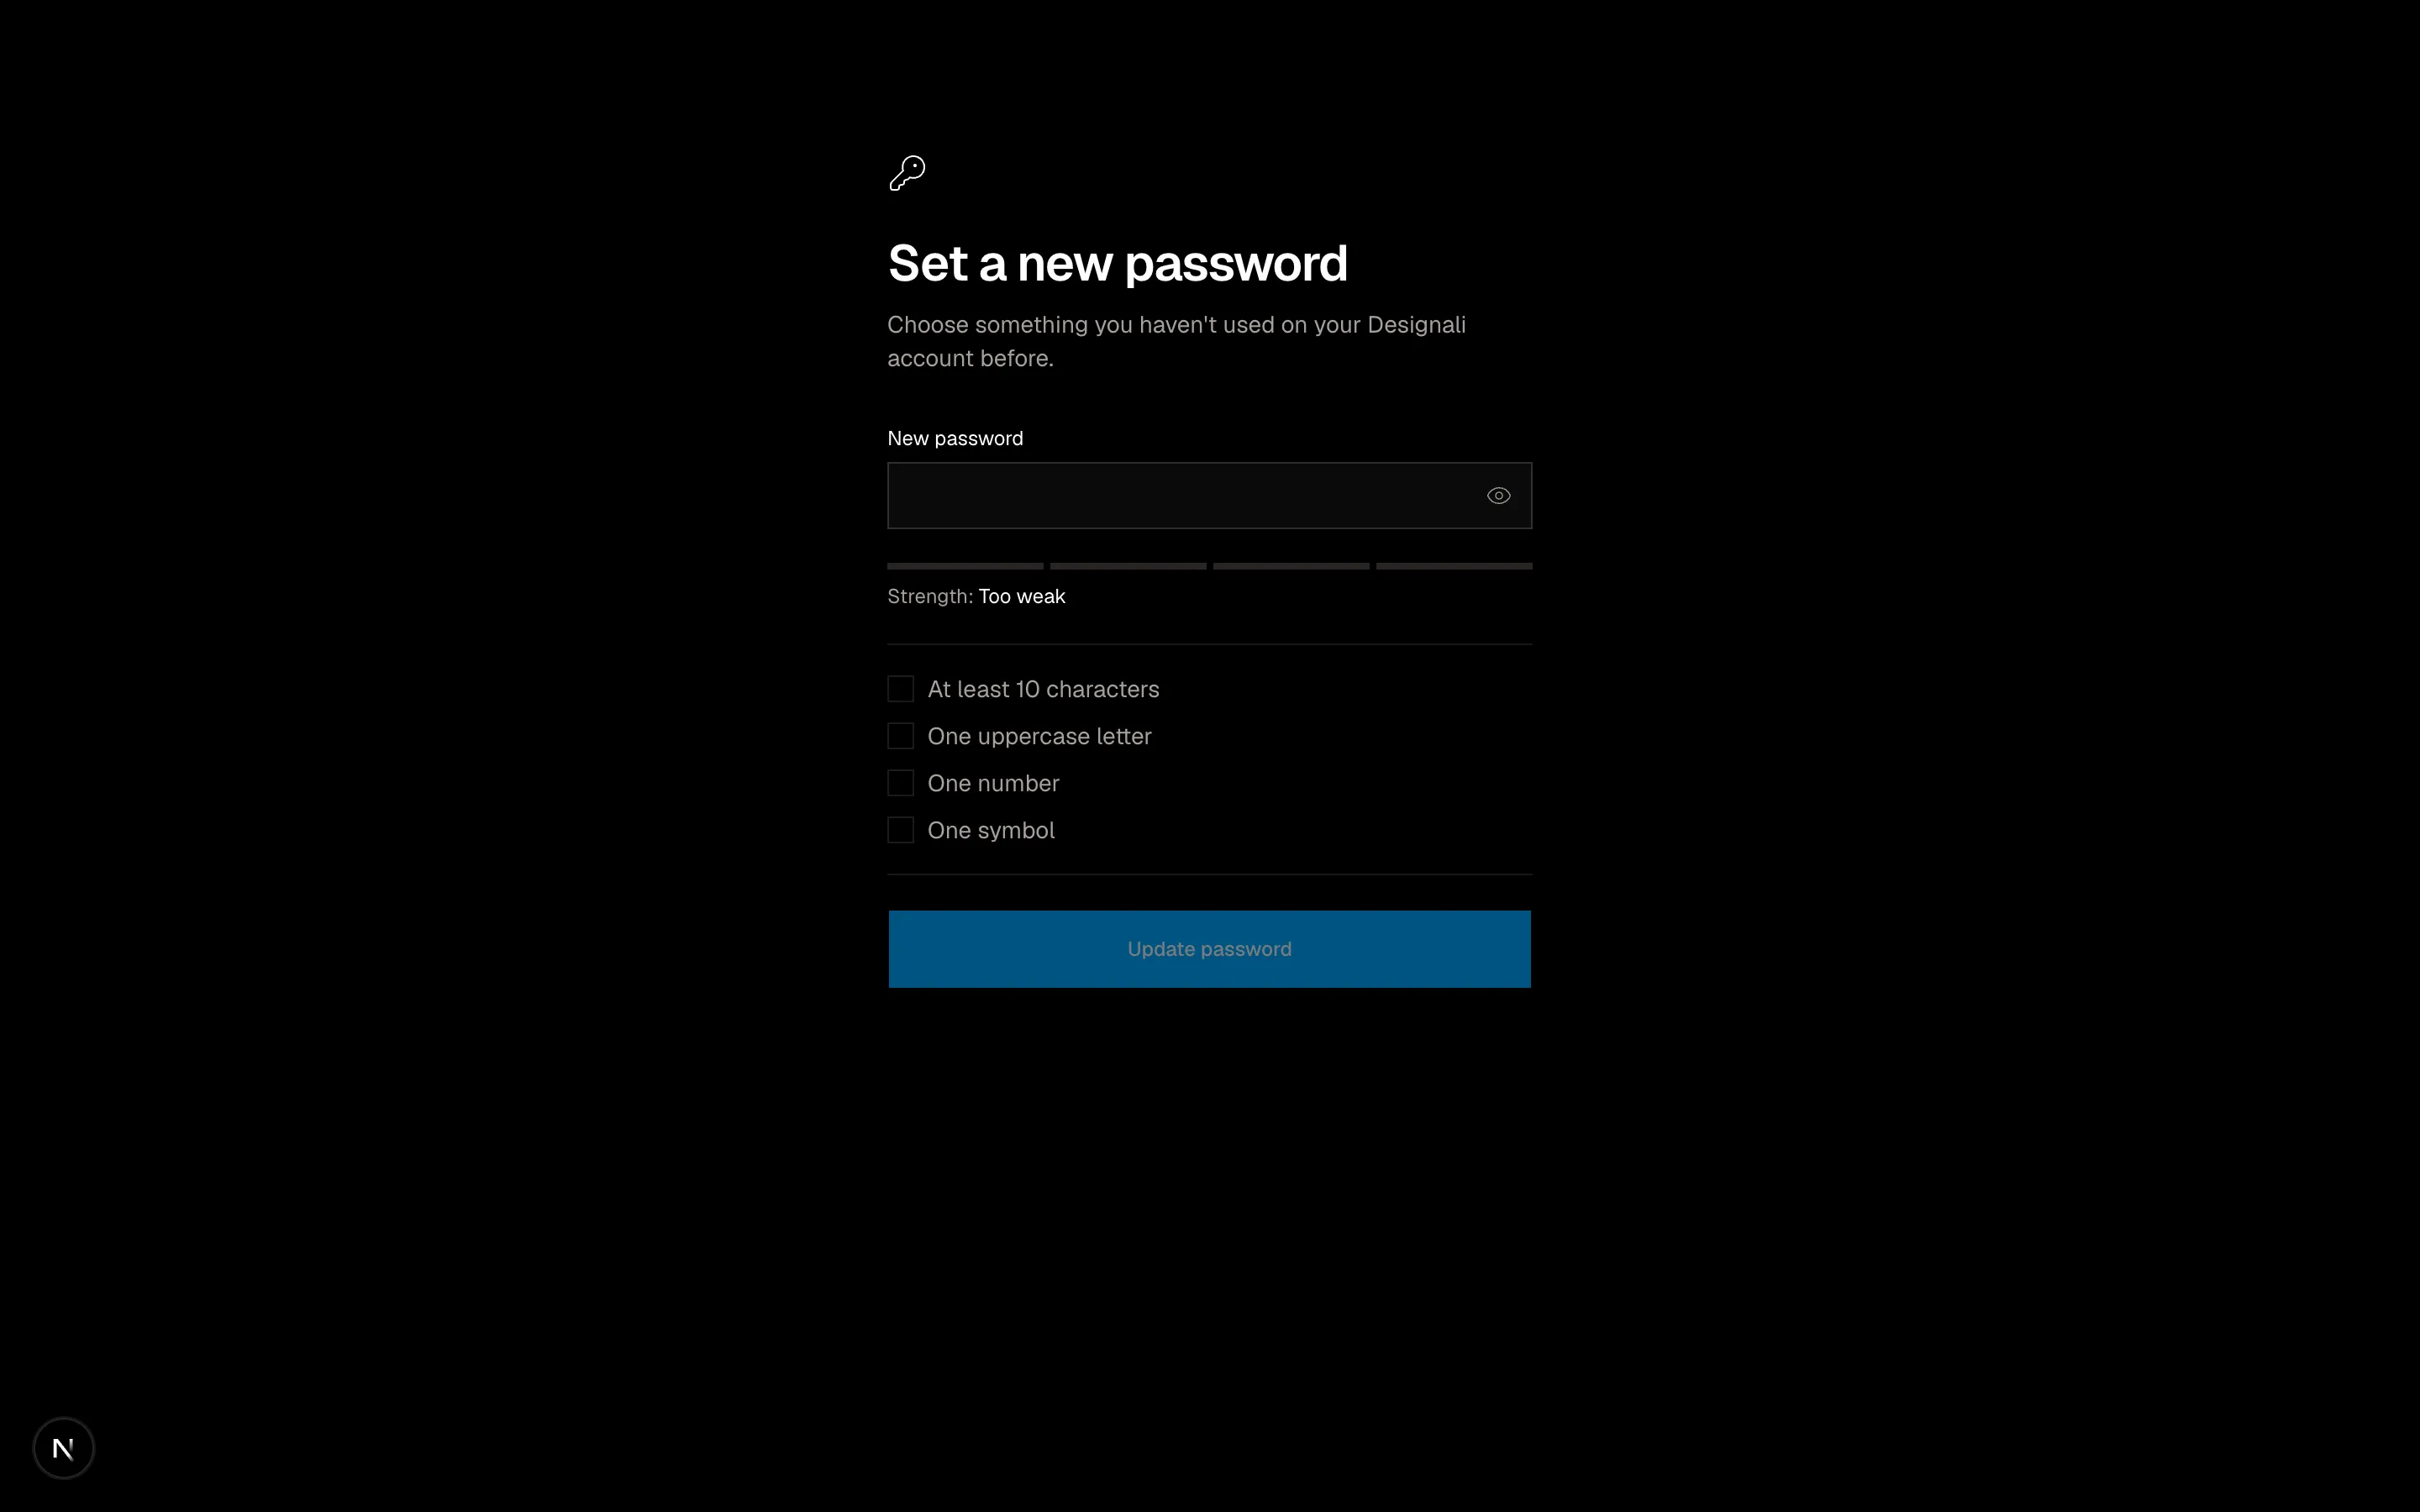 Set a new password
Choose something you haven't used on your Designali
account before.
New password
Strength: Too weak
At least 10 characters
One uppercase letter
One number
One symbol
Update password
N